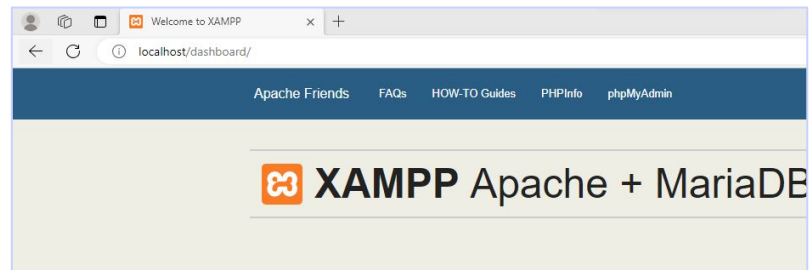 Welcome to XAMPP
localhost/dashboard/
Apache Friends FAQs HOW-TO Guides PHPInfo phpMyAdmin
XAMPP Apache + MariaDB